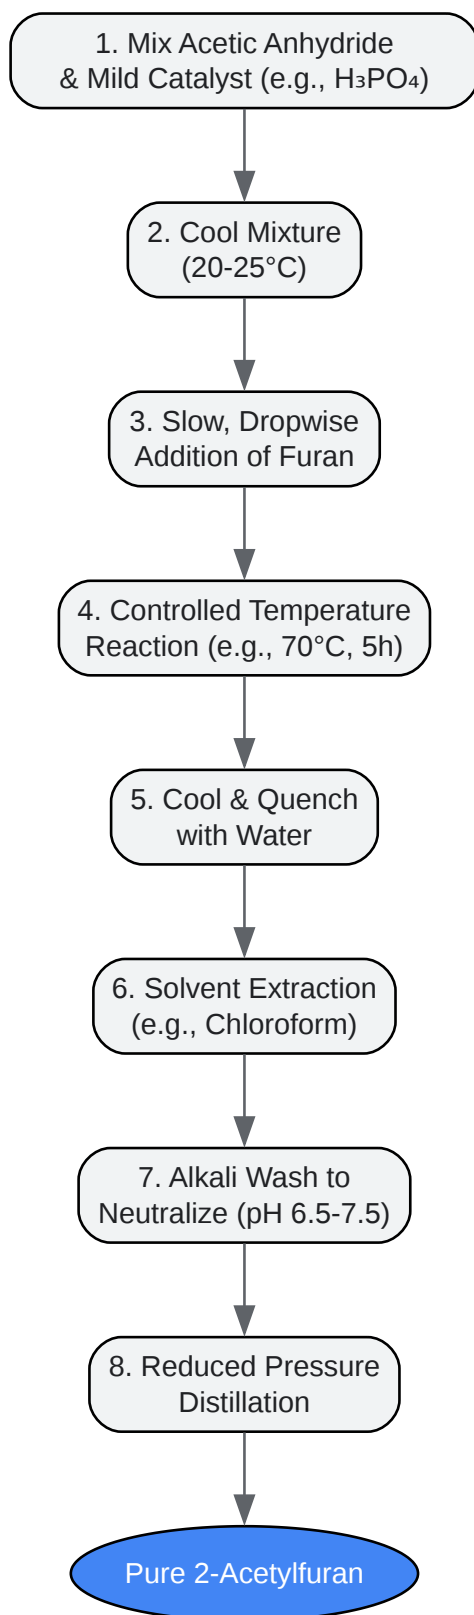 1. Mix Acetic Anhydride
& Mild Catalyst (e.g., H₃PO₄)
2. Cool Mixture
(20-25°C)
3. Slow, Dropwise
Addition of Furan
4. Controlled Temperature
Reaction (e.g., 70°C, 5h)
5. Cool & Quench
with Water
6. Solvent Extraction
(e.g., Chloroform)
7. Alkali Wash to
Neutralize (pH 6.5-7.5)
8. Reduced Pressure
Distillation
Pure 2-Acetylfuran